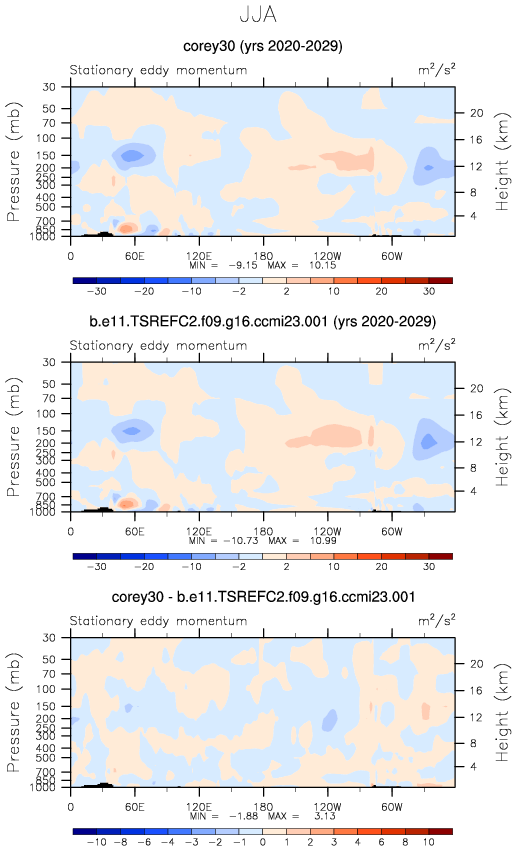 JJA
corey30 (yrs 2020-2029)
Stationary eddy momentum m²/s²
Pressure (mb)
30
50
70
100
150
200
250
300
400
500
700
850
1000
20
16
12
8
4
Height (km)
0 60E 120E 180 120W 60W
MIN = -9.15 MAX = 10.15
-30 -20 -10 -2 2 10 20 30
b.e11.TSREFC2.f09.g16.ccmi23.001 (yrs 2020-2029)
Stationary eddy momentum m²/s²
Pressure (mb)
30
50
70
100
150
200
250
300
400
500
700
850
1000
20
16
12
8
4
Height (km)
0 60E 120E 180 120W 60W
MIN = -10.73 MAX = 10.99
-30 -20 -10 -2 2 10 20 30
corey30 - b.e11.TSREFC2.f09.g16.ccmi23.001
Stationary eddy momentum m²/s²
Pressure (mb)
30
50
70
100
150
200
250
300
400
500
700
850
1000
20
16
12
8
4
Height (km)
0 60E 120E 180 120W 60W
MIN = -1.88 MAX = 3.13
-10 -6 -4 -3 -2 -1 0 1 2 3 4 6 10